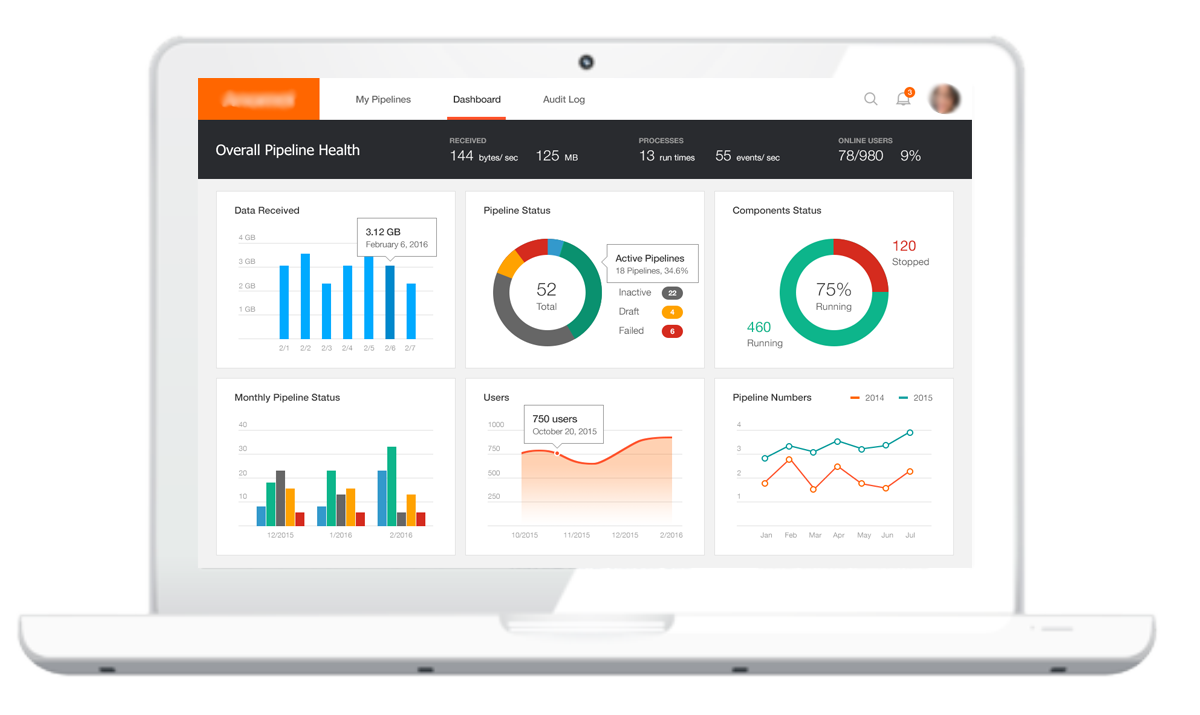 My Pipelines
Dashboard
Audit Log
3
Overall Pipeline Health
RECEIVED
144 bytes/ sec
125 MB
PROCESSES
13 run times
55 events/ sec
ONLINE USERS
78/980
9%
Data Received
3.12 GB
February 6, 2016
4 GB
3 GB
2 GB
1 GB
2/1
2/2
2/3
2/4
2/5
2/6
2/7
Pipeline Status
52
Total
Active Pipelines
18 Pipelines, 34.6%
Inactive 22
Draft 4
Failed 6
Components Status
120
Stopped
75%
Running
460
Running
Monthly Pipeline Status
40
30
20
10
12/2015
1/2016
2/2016
Users
750 users
October 20, 2015
1000
750
500
250
10/2015
11/2015
12/2015
2/2016
Pipeline Numbers
2014
2015
4
3
2
1
Jan
Feb
Mar
Apr
May
Jun
Jul